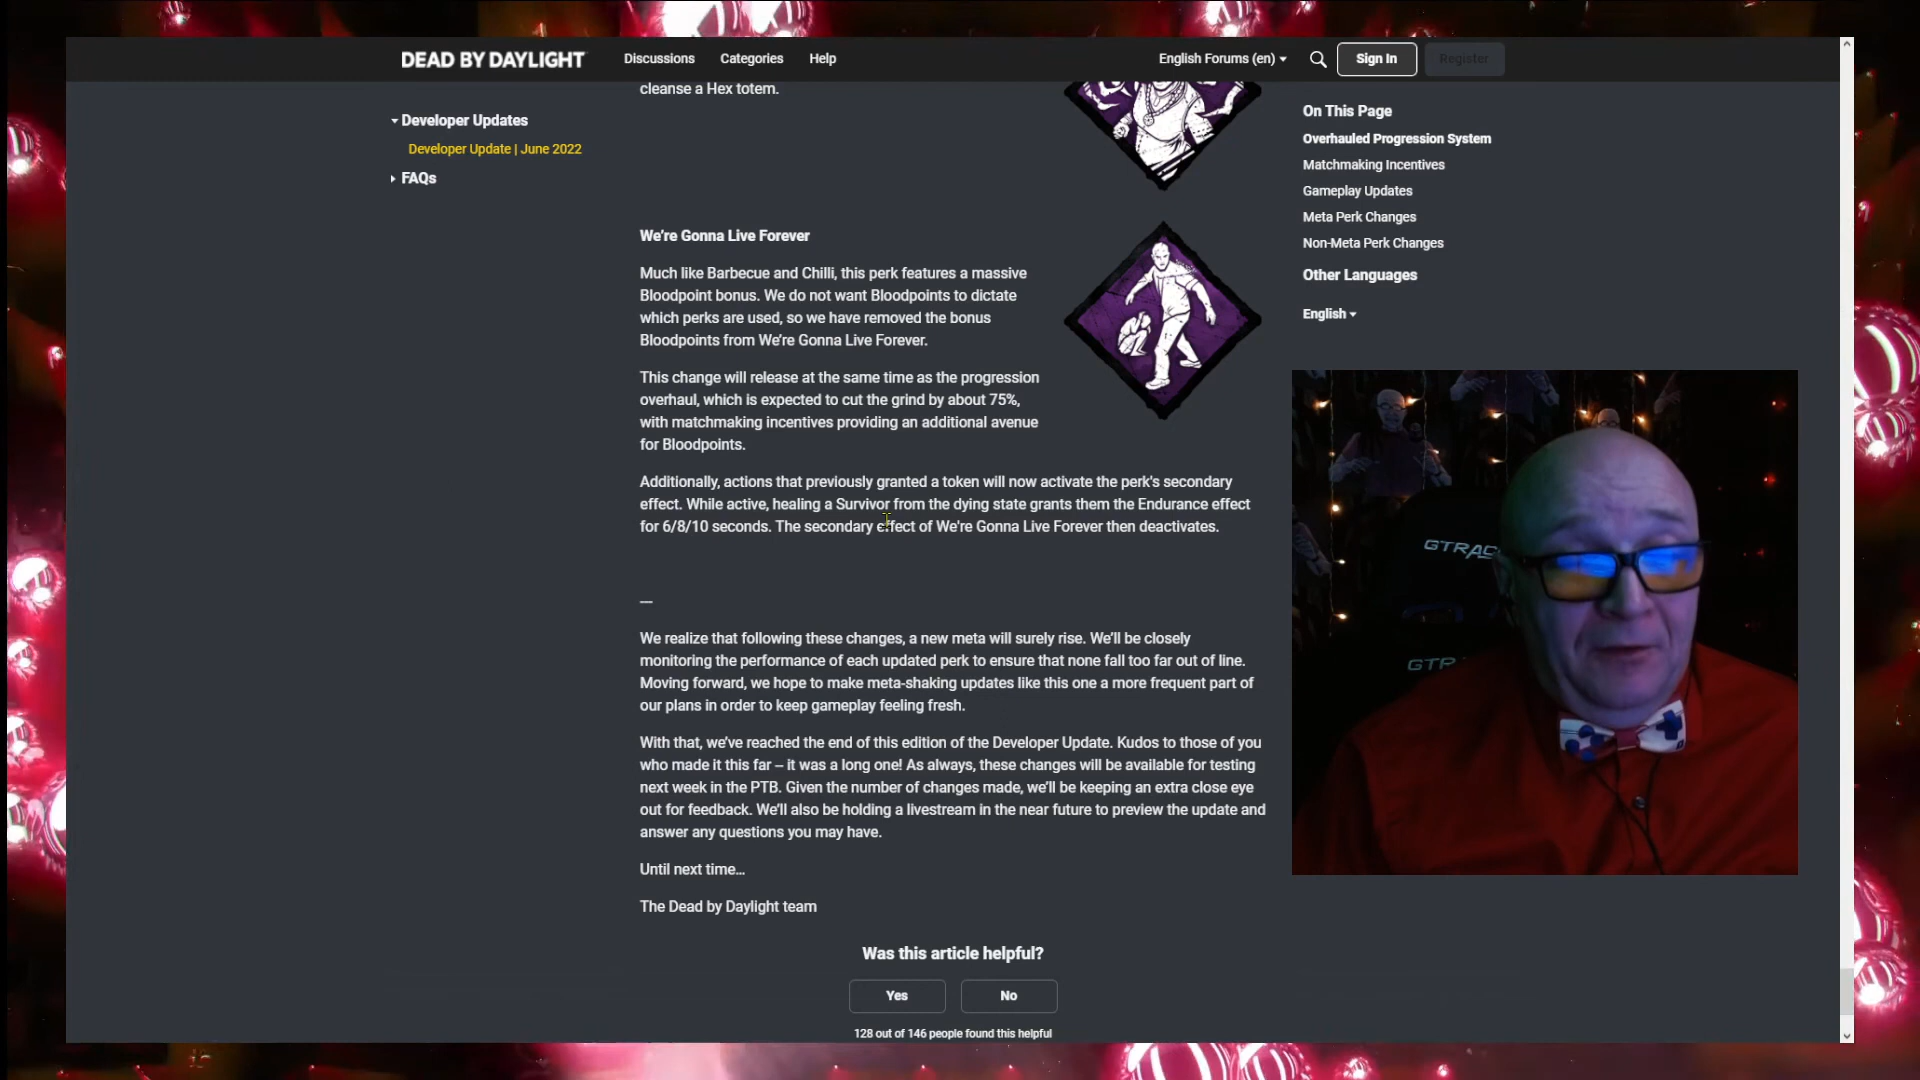 DEAD BY DAYLIGHT
Discussions
Categories
Help
English Forums (en)
Sign In
Register
cleanse a Hex totem.
Developer Updates
Developer Update | June 2022
FAQs
On This Page
Overhauled Progression System
Matchmaking Incentives
Gameplay Updates
Meta Perk Changes
Non-Meta Perk Changes
Other Languages
English
We’re Gonna Live Forever
Much like Barbecue and Chilli, this perk features a massive
Bloodpoint bonus. We do not want Bloodpoints to dictate
which perks are used, so we have removed the bonus
Bloodpoints from We’re Gonna Live Forever.
This change will release at the same time as the progression
overhaul, which is expected to cut the grind by about 75%,
with matchmaking incentives providing an additional avenue
for Bloodpoints.
Additionally, actions that previously granted a token will now activate the perk's secondary
effect. While active, healing a Survivor from the dying state grants them the Endurance effect
for 6/8/10 seconds. The secondary effect of We're Gonna Live Forever then deactivates.
---
We realize that following these changes, a new meta will surely rise. We’ll be closely
monitoring the performance of each updated perk to ensure that none fall too far out of line.
Moving forward, we hope to make meta-shaking updates like this one a more frequent part of
our plans in order to keep gameplay feeling fresh.
With that, we’ve reached the end of this edition of the Developer Update. Kudos to those of you
who made it this far – it was a long one! As always, these changes will be available for testing
next week in the PTB. Given the number of changes made, we’ll be keeping an extra close eye
out for feedback. We’ll also be holding a livestream in the near future to preview the update and
answer any questions you may have.
Until next time…
The Dead by Daylight team
Was this article helpful?
Yes
No
128 out of 146 people found this helpful
GTRAC
GTR